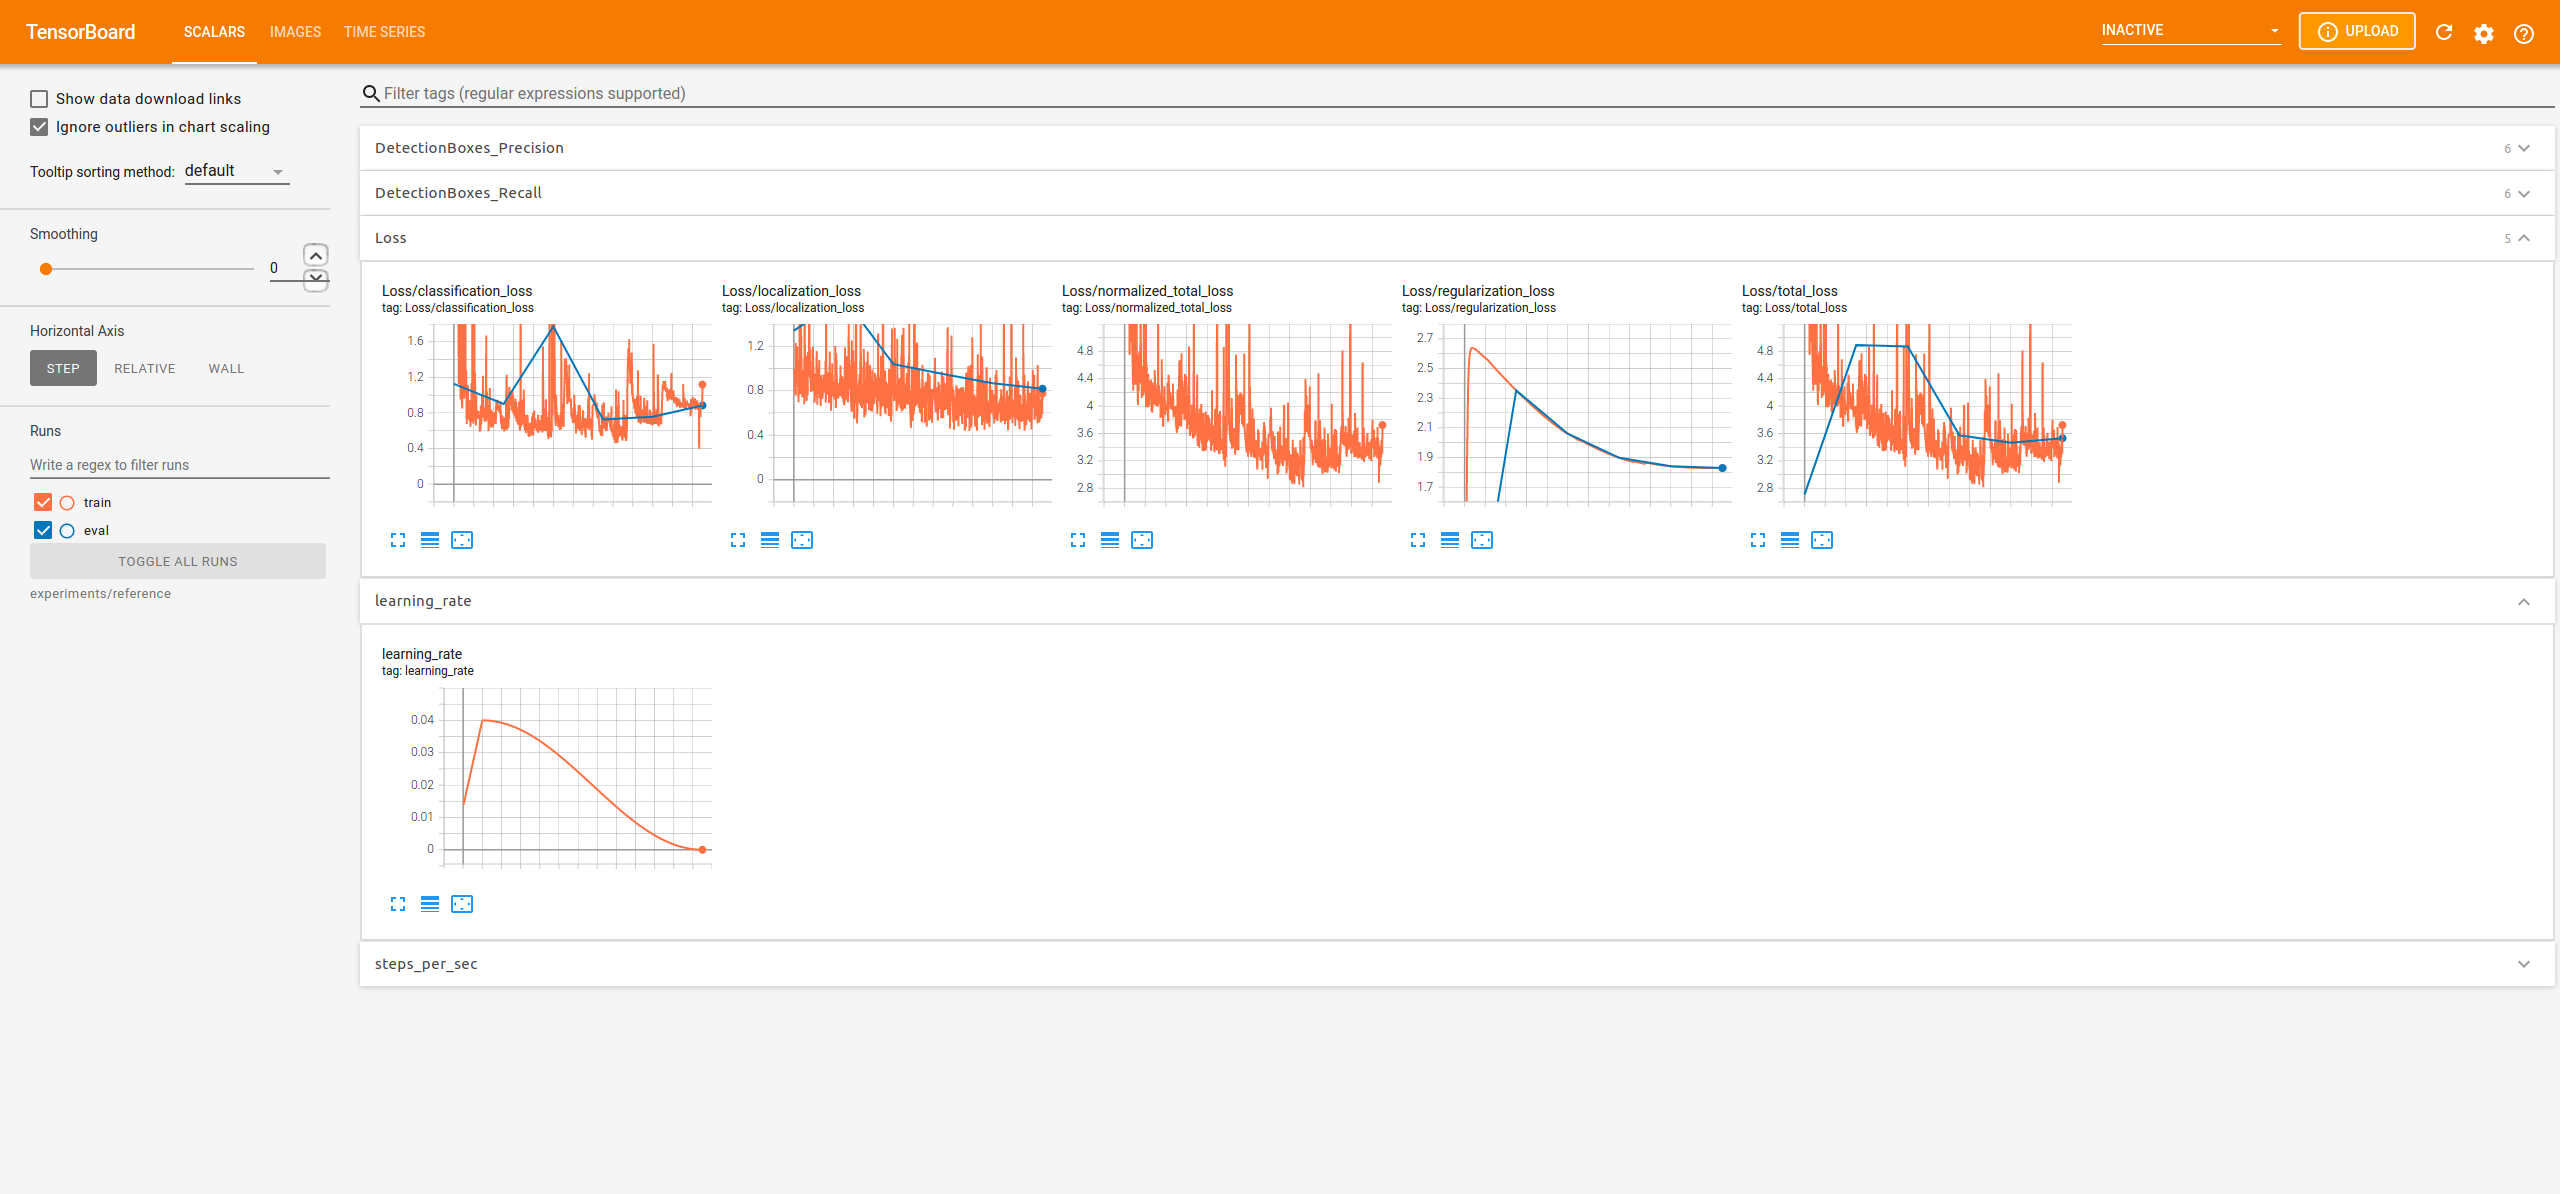 TensorBoard SCALARS IMAGES TIME SERIES INACTIVE UPLOAD
Show data download links
Ignore outliers in chart scaling
Tooltip sorting method: default
Smoothing
0
Horizontal Axis
STEP RELATIVE WALL
Runs
Write a regex to filter runs
train
eval
TOGGLE ALL RUNS
experiments/reference
Filter tags (regular expressions supported)
DetectionBoxes_Precision 6
DetectionBoxes_Recall 6
Loss 5
Loss/classification_loss
tag: Loss/classification_loss
1.6
1.2
0.8
0.4
0
Loss/localization_loss
tag: Loss/localization_loss
1.2
0.8
0.4
0
Loss/normalized_total_loss
tag: Loss/normalized_total_loss
4.8
4.4
4
3.6
3.2
2.8
Loss/regularization_loss
tag: Loss/regularization_loss
2.7
2.5
2.3
2.1
1.9
1.7
Loss/total_loss
tag: Loss/total_loss
4.8
4.4
4
3.6
3.2
2.8
learning_rate
learning_rate
tag: learning_rate
0.04
0.03
0.02
0.01
0
steps_per_sec